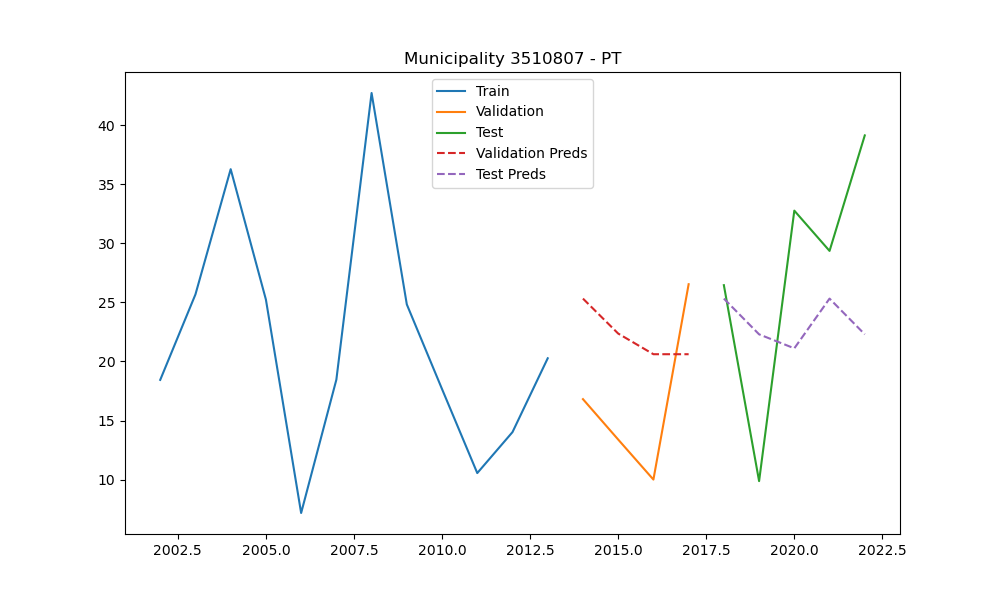 Municipality 3510807 - PT
Train
Validation
Test
Validation Preds
Test Preds
40
35
30
25
20
15
10
2002.5 2005.0 2007.5 2010.0 2012.5 2015.0 2017.5 2020.0 2022.5